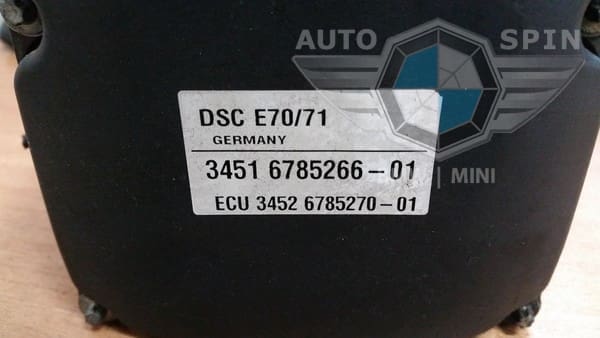 AUTO SPIN
DSC E70/71
GERMANY
3451 6785266-01
| MINI
ECU 3452 6785270-01